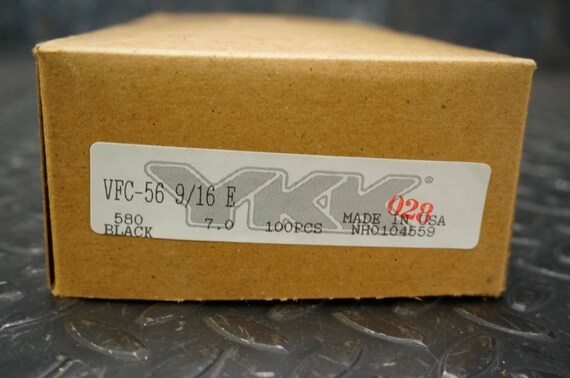 YKK®
VFC-56 9/16 E
028
580 7.0 100PCS MADE IN USA
BLACK NH0104559